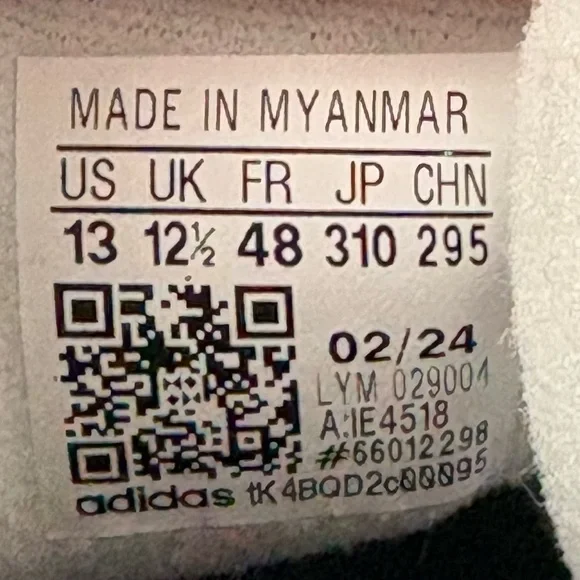 MADE IN MYANMAR
US UK FR JP CHN
13 12½ 48 310 295
02/24
LYM 029004
A:IE4518
#66012298
adidas tK4BQD2c00095